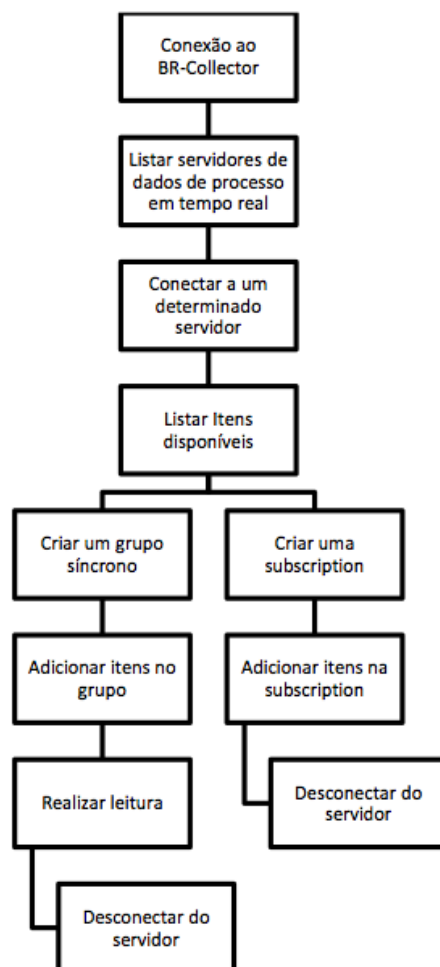 Conexão ao
BR-Collector
Listar servidores de
dados de processo
em tempo real
Conectar a um
determinado
servidor
Listar Itens
disponíveis
Criar um grupo
síncrono
Criar uma
subscription
Adicionar itens no
grupo
Adicionar itens na
subscription
Realizar leitura
Desconectar do
servidor
Desconectar do
servidor